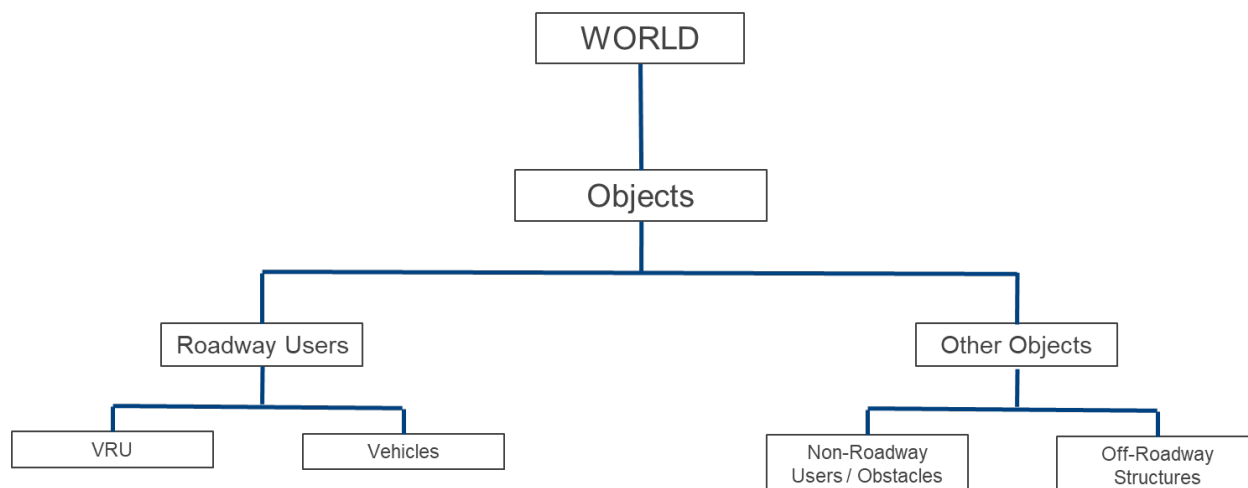 WORLD
Objects
Roadway Users
Other Objects
VRU
Vehicles
Non-Roadway
Users / Obstacles
Off-Roadway
Structures